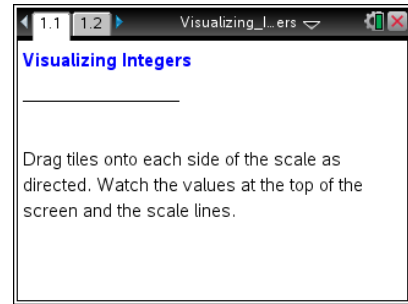 1.1 1.2 Visualizing_I...ers
Visualizing Integers
Drag tiles onto each side of the scale as
directed. Watch the values at the top of the
screen and the scale lines.